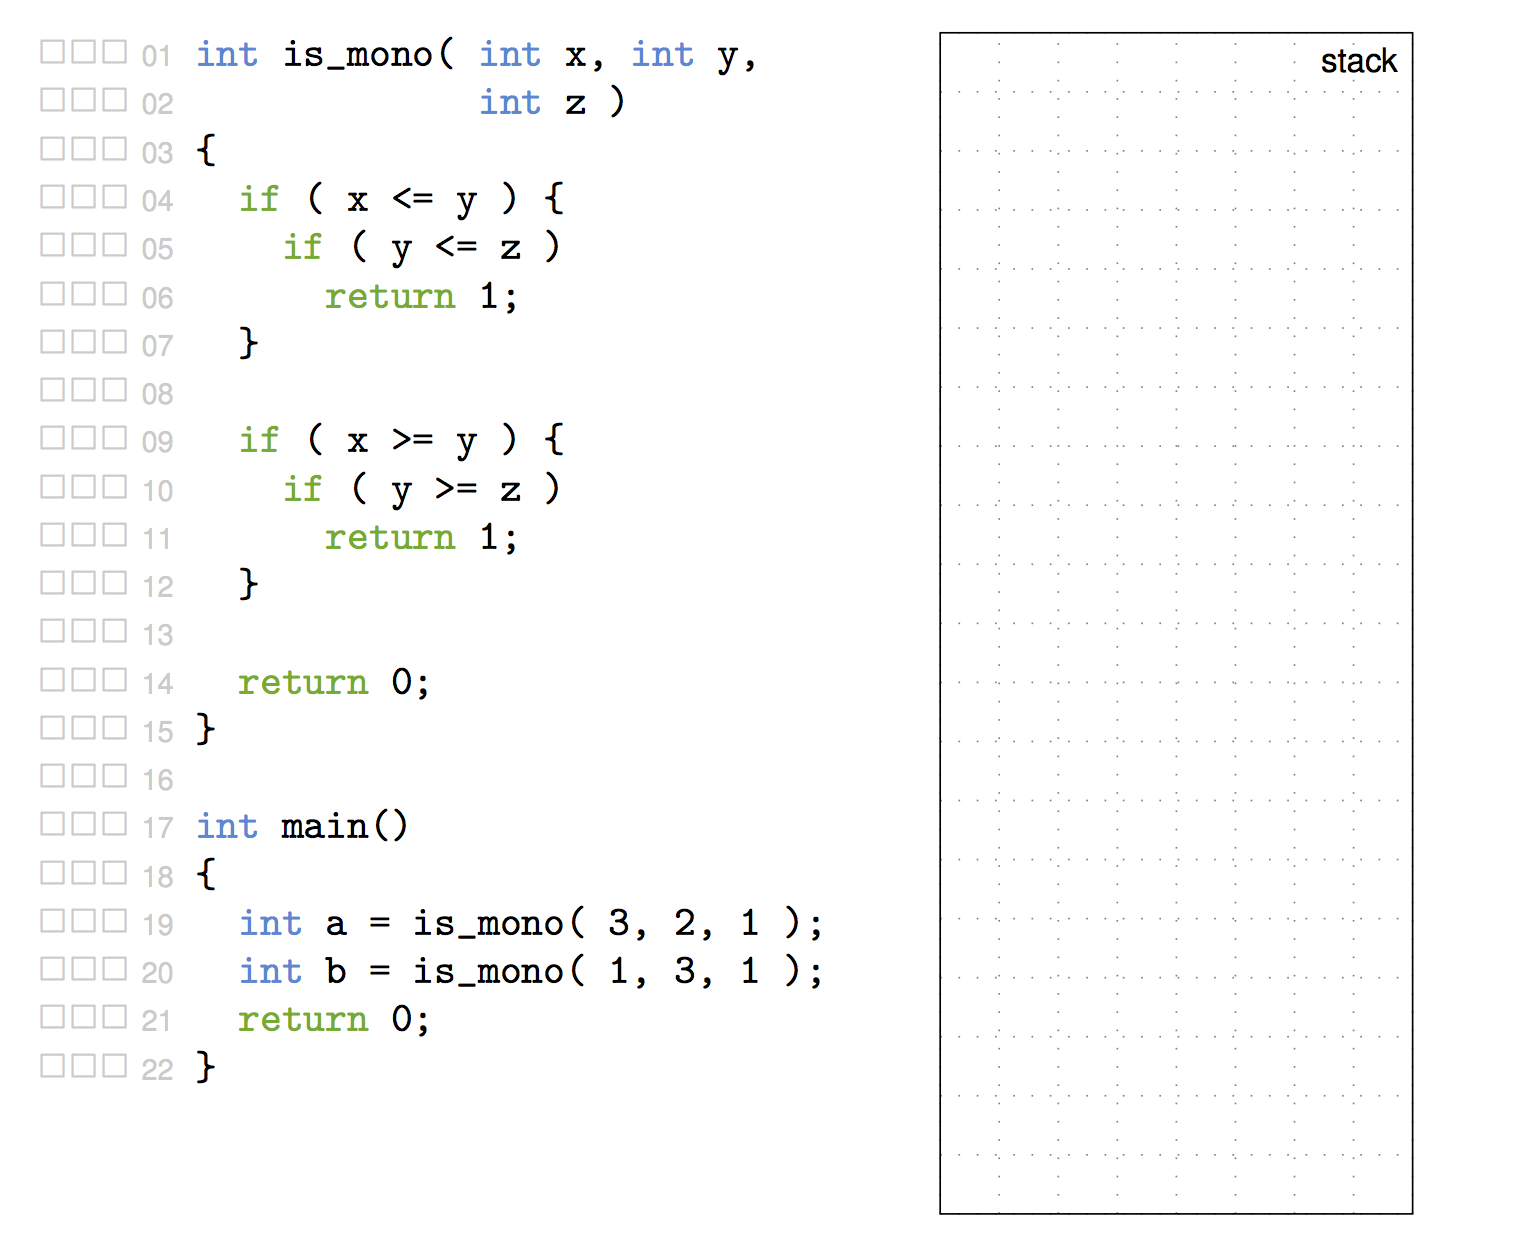 01 int is_mono( int x, int y,
02 int z )
03 {
04 if ( x <= y ) {
05 if ( y <= z )
06 return 1;
07 }
08
09 if ( x >= y ) {
10 if ( y >= z )
11 return 1;
12 }
13
14 return 0;
15 }
16
17 int main()
18 {
19 int a = is_mono( 3, 2, 1 );
20 int b = is_mono( 1, 3, 1 );
21 return 0;
22 }
stack